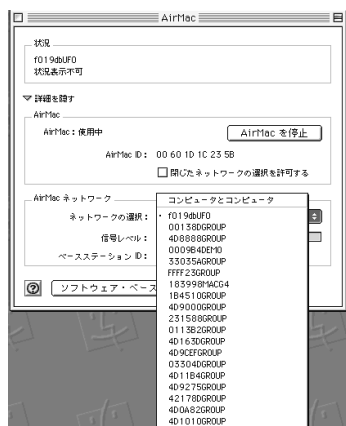 AirMac
状況
f019dbUFO
状況表示不可
詳細を隠す
AirMac
AirMac：使用中
AirMac を停止
AirMac ID： 00 60 1D 1C 23 5B
閉じたネットワークの選択を許可する
AirMac ネットワーク
ネットワークの選択：
信号レベル：
ベースステーション ID：
ソフトウェア・ベース
コンピュータとコンピュータ
• f019dbUFO
00138DGROUP
4D8888GROUP
0009B4DEMO
33035AGROUP
FFFF23GROUP
183998MACG4
1B4510GROUP
4D9000GROUP
231588GROUP
0113B2GROUP
4D163DGROUP
4D9CEFGROUP
03304DGROUP
4D11B4GROUP
4D9275GROUP
42178DGROUP
4D0A82GROUP
4D1010GROUP